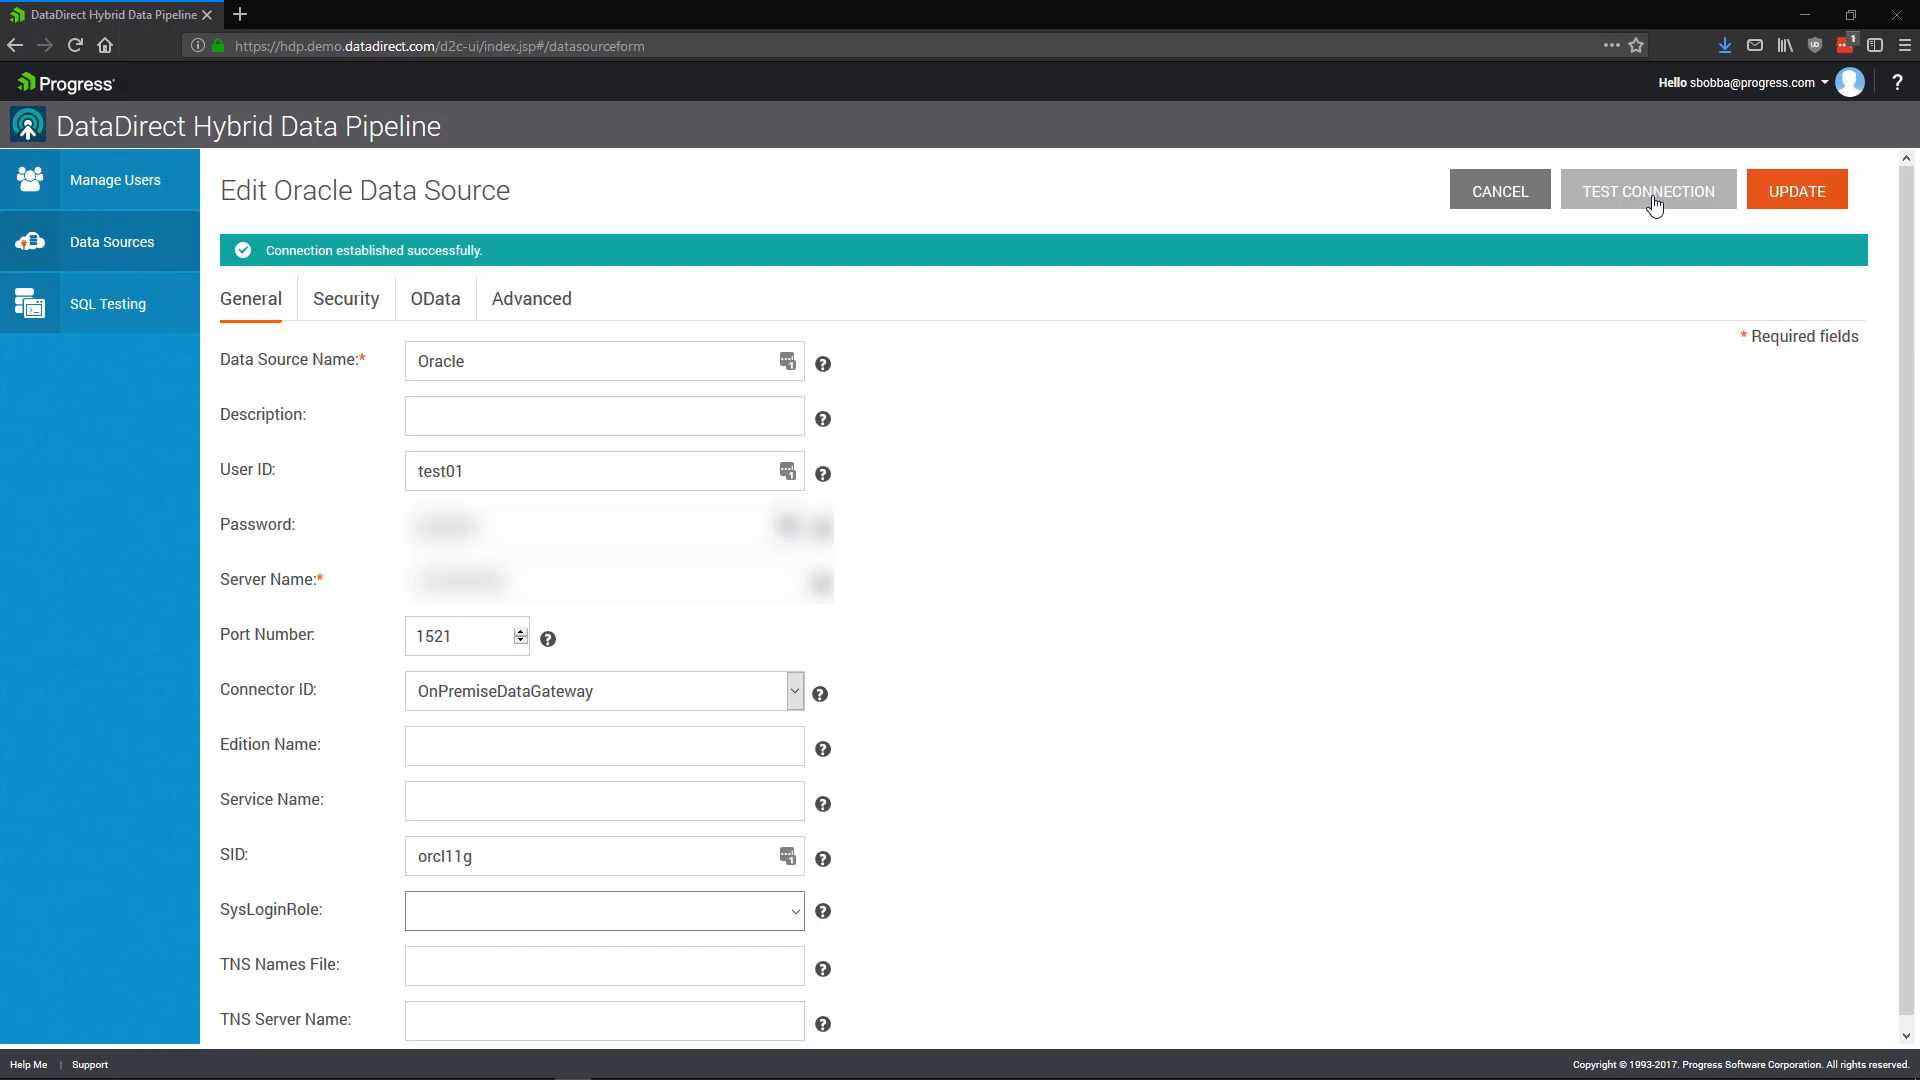 DataDirect Hybrid Data Pipeline
https://hdp.demo.datadirect.com/d2c-ui/index.jsp#/datasourceform
1
Progress
Hello sbobba@progress.com
?
DataDirect Hybrid Data Pipeline
Manage Users
Data Sources
SQL Testing
Edit Oracle Data Source
CANCEL
TEST CONNECTION
UPDATE
Connection established successfully.
General
Security
OData
Advanced
* Required fields
Data Source Name:* Oracle
Description:
User ID: test01
Password:
Server Name:*
Port Number: 1521
Connector ID: OnPremiseDataGateway
Edition Name:
Service Name:
SID: orcl11g
SysLoginRole:
TNS Names File:
TNS Server Name:
Help Me | Support
Copyright © 1993-2017. Progress Software Corporation. All rights reserved.